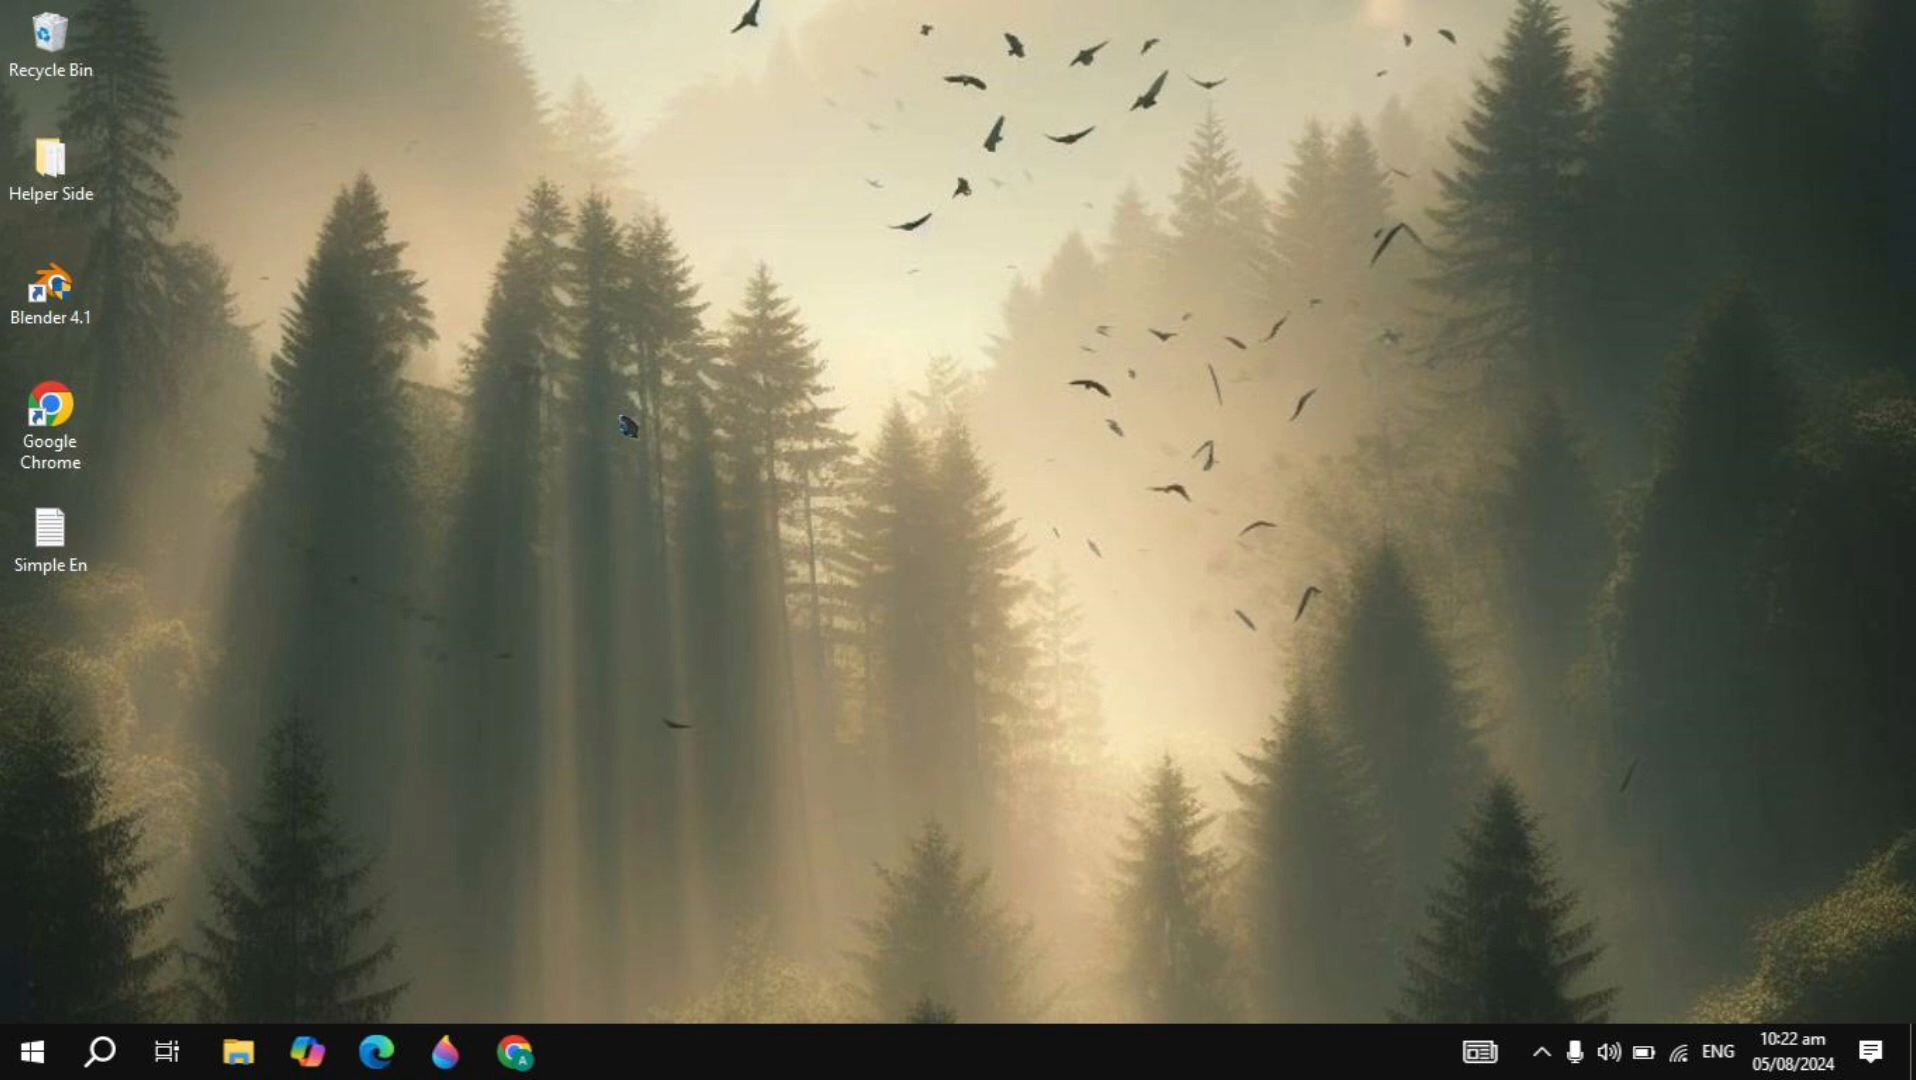 Recycle Bin
Helper Side
Blender 4.1
Google
Chrome
Simple En
A
ENG
10:22 am
05/08/2024